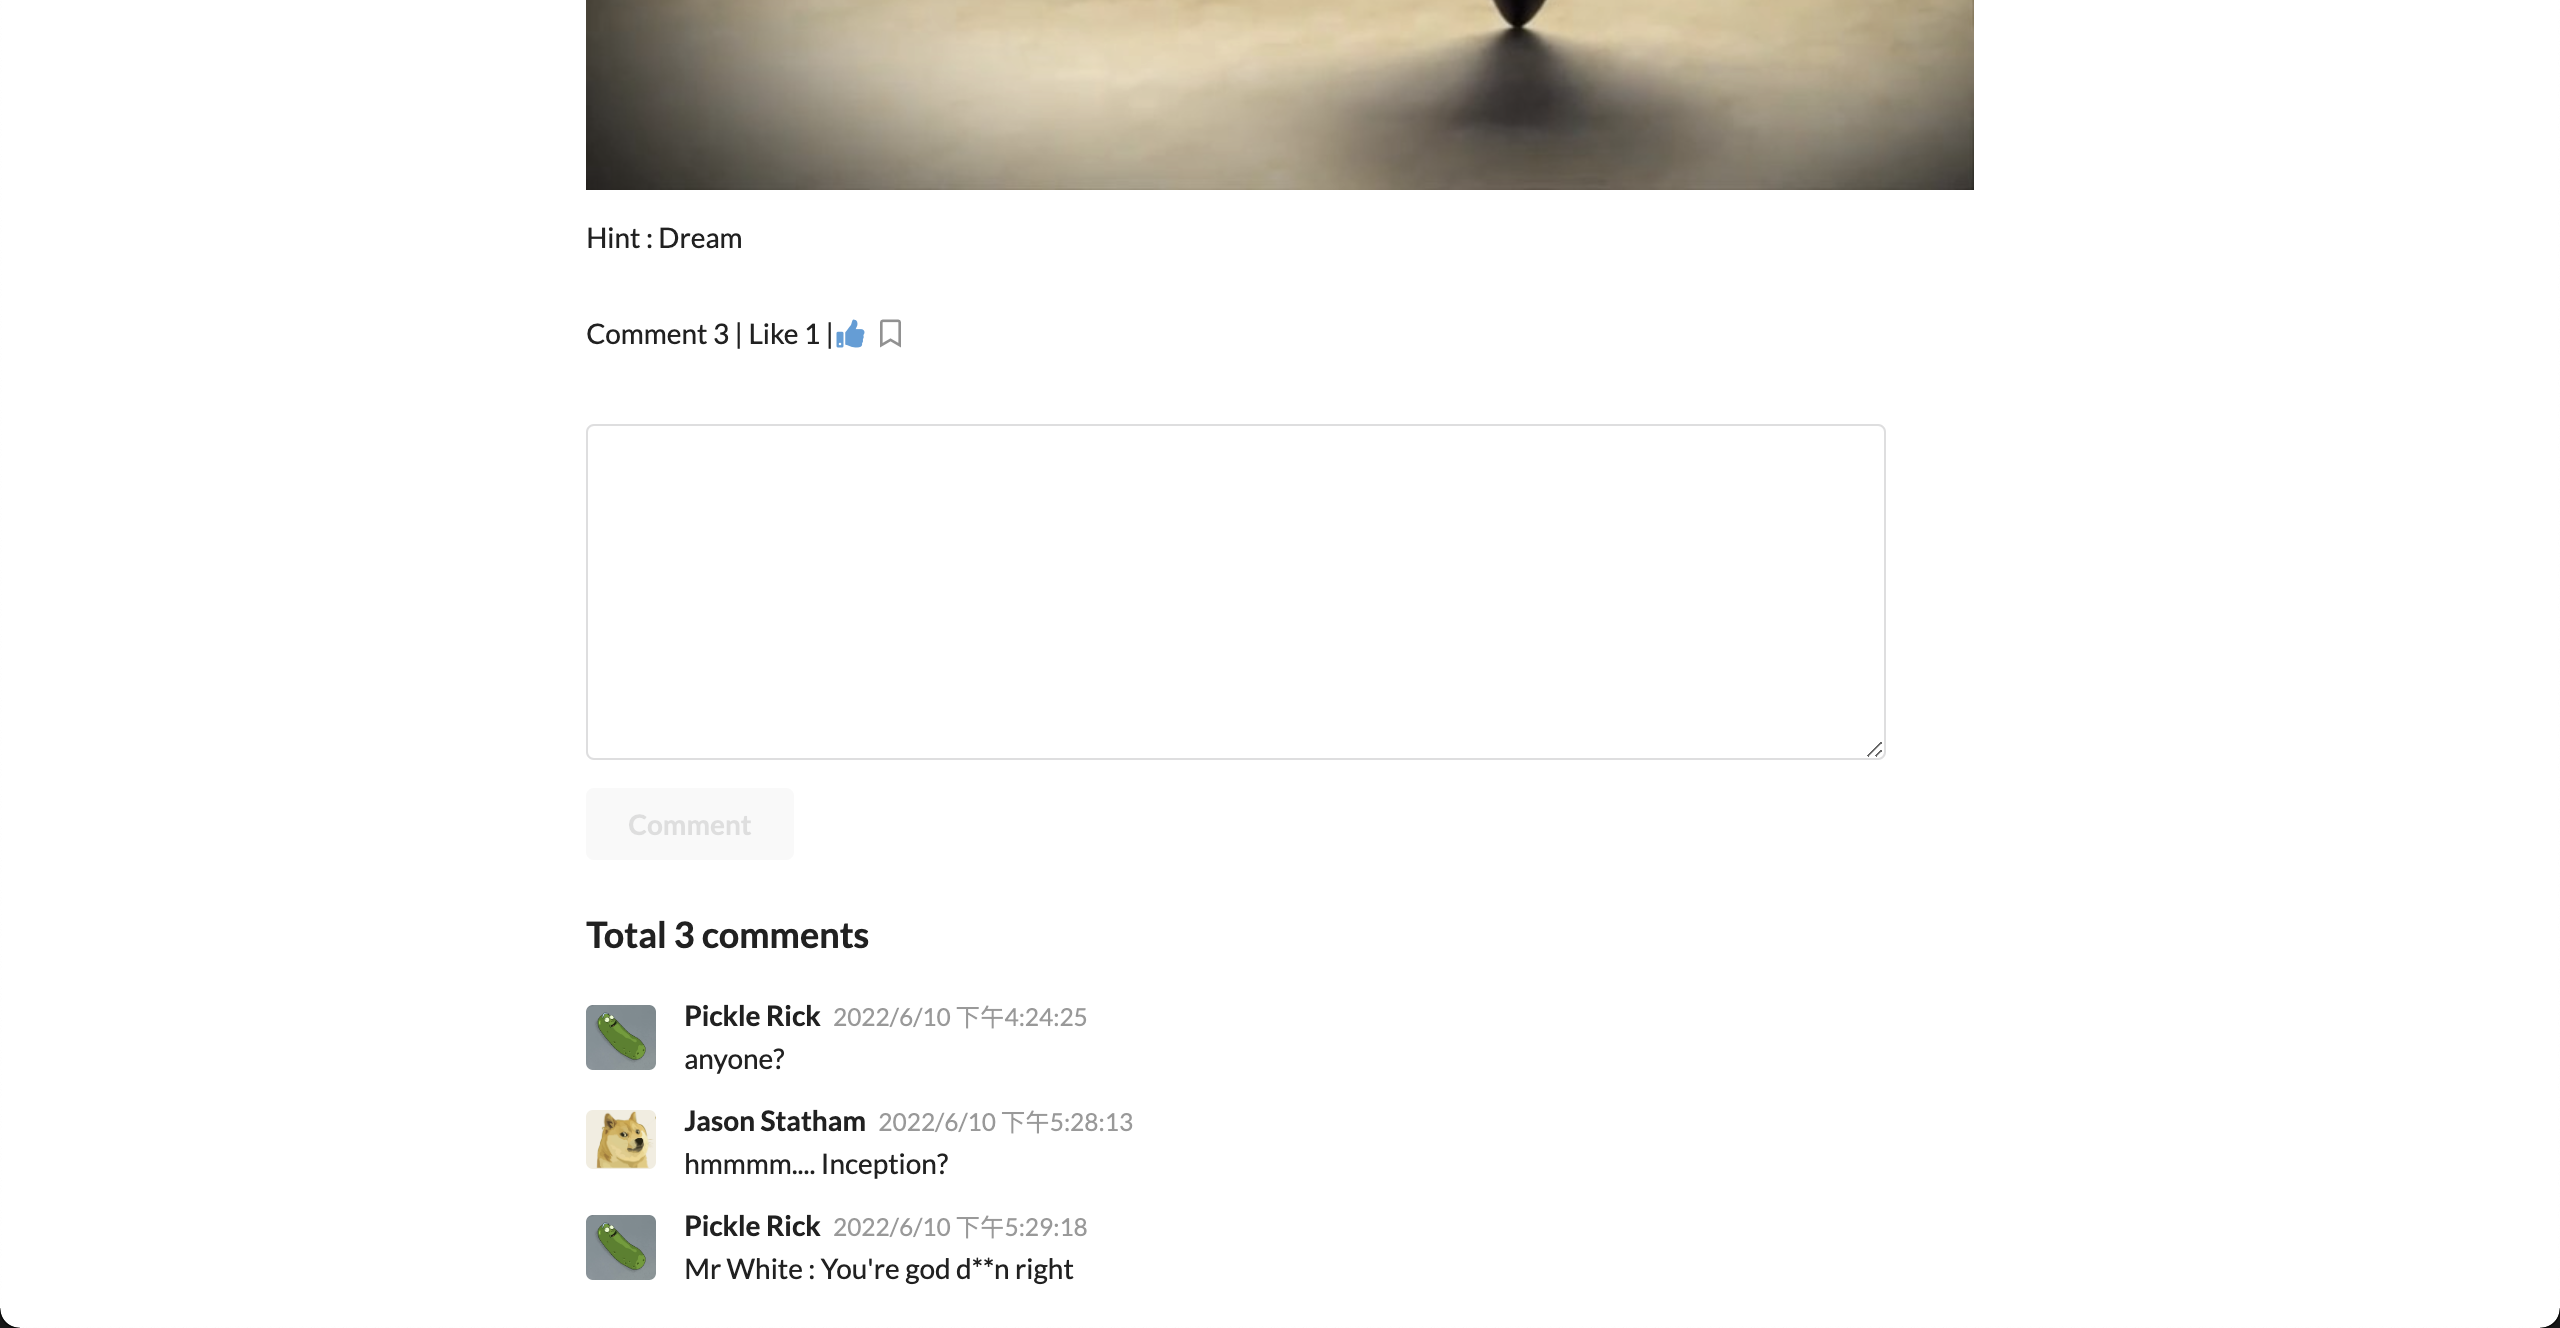 Hint : Dream
Comment 3 | Like 1 |
Comment
Total 3 comments
Pickle Rick 2022/6/10 下午4:24:25
anyone?
Jason Statham 2022/6/10 下午5:28:13
hmmmm.... Inception?
Pickle Rick 2022/6/10 下午5:29:18
Mr White : You're god d**n right